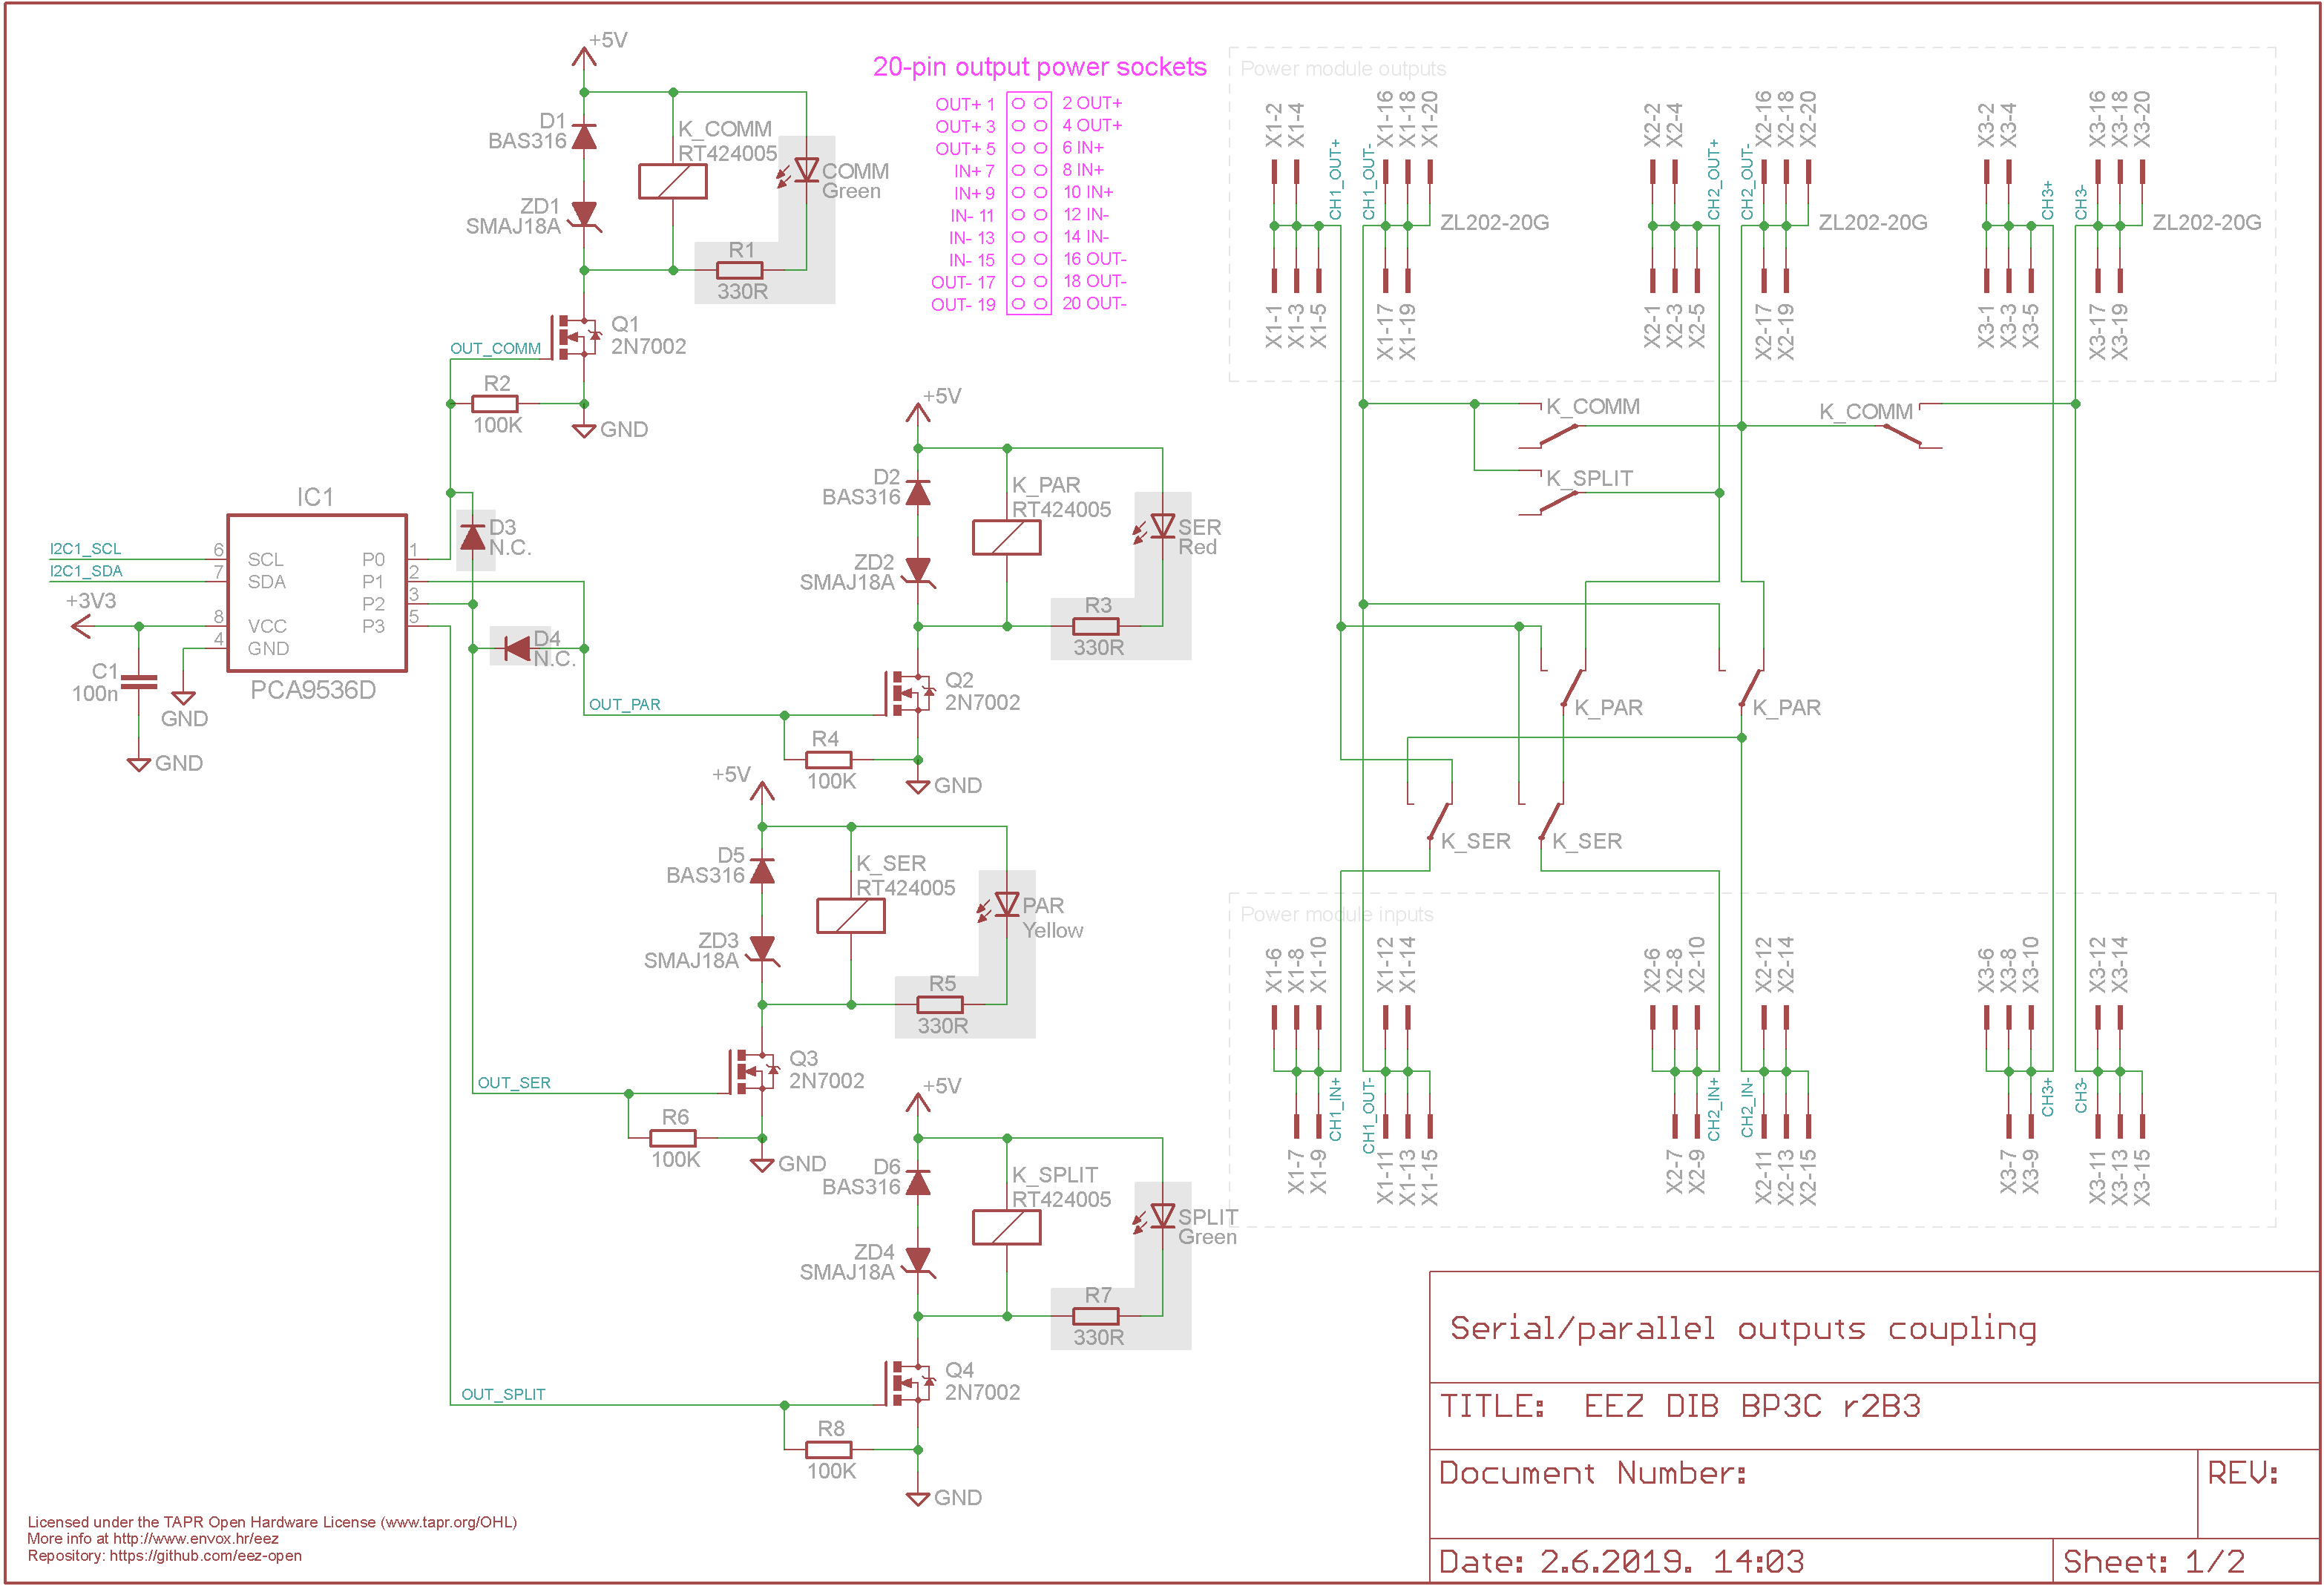 +5V
D1
BAS316
K_COMM
RT424005
COMM
Green
ZD1
SMAJ18A
R1
330R
Q1
2N7002
OUT_COMM
R2
100K
GND
20-pin output power sockets
OUT+ 1 2 OUT+
OUT+ 3 4 OUT+
OUT+ 5 6 IN+
IN+ 7 8 IN+
IN+ 9 10 IN+
IN- 11 12 IN-
IN- 13 14 IN-
IN- 15 16 OUT-
OUT- 17 18 OUT-
OUT- 19 20 OUT-
+5V
D2
BAS316
K_PAR
RT424005
SER
Red
ZD2
SMAJ18A
R3
330R
Q2
2N7002
OUT_PAR
R4
100K
GND
IC1
I2C1_SCL
I2C1_SDA
+3V3
6 SCL P0 1
7 SDA P1 2
P2 3
8 VCC P3 5
4 GND
PCA9536D
D3
N.C.
D4
N.C.
C1
100n
GND
GND
+5V
D5
BAS316
K_SER
RT424005
PAR
Yellow
ZD3
SMAJ18A
R5
330R
Q3
2N7002
OUT_SER
R6
100K
GND
+5V
D6
BAS316
K_SPLIT
RT424005
SPLIT
Green
ZD4
SMAJ18A
R7
330R
Q4
2N7002
OUT_SPLIT
R8
100K
GND
Power module outputs
X1-2
X1-4
CH1_OUT+
CH1_OUT-
X1-16
X1-18
X1-20
ZL202-20G
X1-1
X1-3
X1-5
X1-17
X1-19
X2-2
X2-4
CH2_OUT+
CH2_OUT-
X2-16
X2-18
X2-20
ZL202-20G
X2-1
X2-3
X2-5
X2-17
X2-19
X3-2
X3-4
CH3+
CH3-
X3-16
X3-18
X3-20
ZL202-20G
X3-1
X3-3
X3-5
X3-17
X3-19
K_COMM
K_COMM
K_SPLIT
K_PAR
K_PAR
K_SER
K_SER
Power module inputs
X1-6
X1-8
X1-10
X1-12
X1-14
CH1_IN+
CH1_OUT-
X1-7
X1-9
X1-11
X1-13
X1-15
X2-6
X2-8
X2-10
X2-12
X2-14
CH2_IN+
CH2_IN-
X2-7
X2-9
X2-11
X2-13
X2-15
X3-6
X3-8
X3-10
X3-12
X3-14
CH3+
CH3-
X3-7
X3-9
X3-11
X3-13
X3-15
Serial/parallel outputs coupling
TITLE: EEZ DIB BP3C r2B3
Document Number:
REV:
Date: 2.6.2019. 14:03
Sheet: 1/2
Licensed under the TAPR Open Hardware License (www.tapr.org/OHL)
More info at http://www.envox.hr/eez
Repository: https://github.com/eez-open